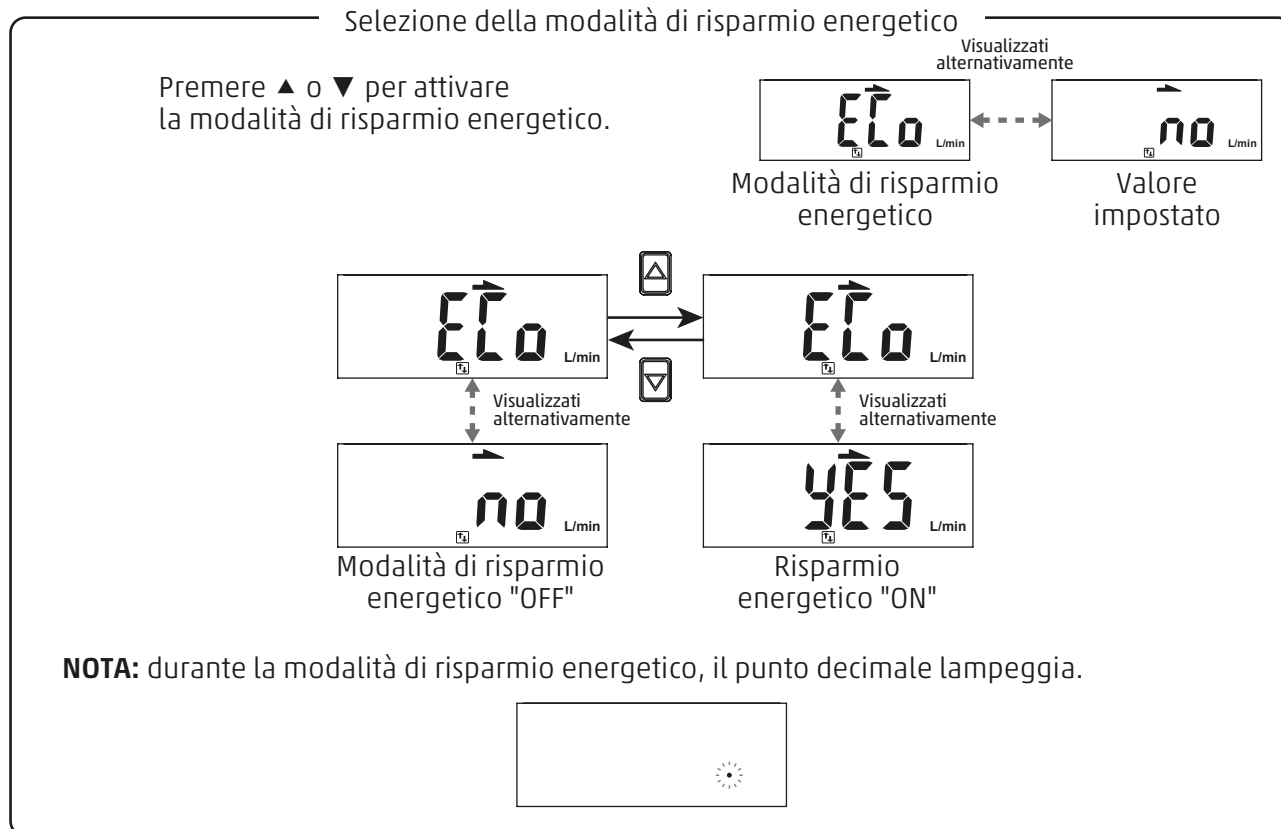 Selezione della modalità di risparmio energetico
Premere ▲ o ▼ per attivare
la modalità di risparmio energetico.
Visualizzati
alternativamente
ECo L/min
no L/min
Modalità di risparmio
energetico
Valore
impostato
ECo L/min
ECo L/min
Visualizzati
alternativamente
Visualizzati
alternativamente
no L/min
YES L/min
Modalità di risparmio
energetico "OFF"
Risparmio
energetico "ON"
NOTA: durante la modalità di risparmio energetico, il punto decimale lampeggia.